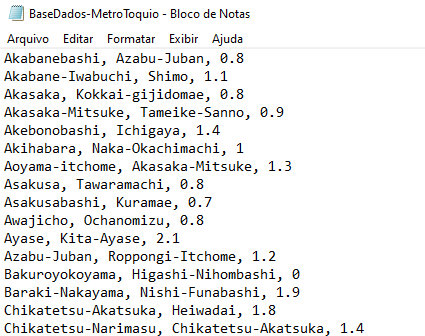 BaseDados-MetroToquio - Bloco de Notas
Arquivo Editar Formatar Exibir Ajuda
Akabanebashi, Azabu-Juban, 0.8
Akabane-Iwabuchi, Shimo, 1.1
Akasaka, Kokkai-gijidomae, 0.8
Akasaka-Mitsuke, Tameike-Sanno, 0.9
Akebonobashi, Ichigaya, 1.4
Akihabara, Naka-Okachimachi, 1
Aoyama-itchome, Akasaka-Mitsuke, 1.3
Asakusa, Tawaramachi, 0.8
Asakusabashi, Kuramae, 0.7
Awajicho, Ochanomizu, 0.8
Ayase, Kita-Ayase, 2.1
Azabu-Juban, Roppongi-Itchome, 1.2
Bakuroyokoyama, Higashi-Nihombashi, 0
Baraki-Nakayama, Nishi-Funabashi, 1.9
Chikatetsu-Akatsuka, Heiwadai, 1.8
Chikatetsu-Narimasu, Chikatetsu-Akatsuka, 1.4